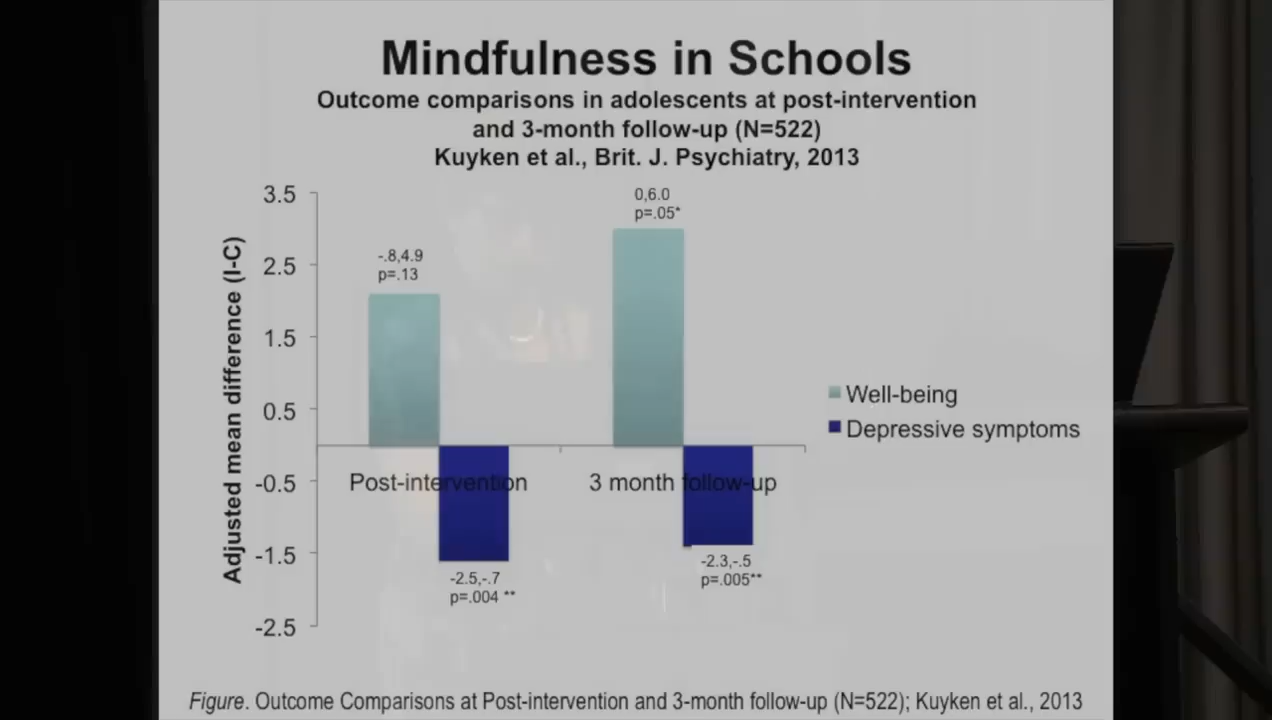 Mindfulness in Schools
Outcome comparisons in adolescents at post-intervention
and 3-month follow-up (N=522)
Kuyken et al., Brit. J. Psychiatry, 2013
Adjusted mean difference (I-C)
3.5
2.5
1.5
0.5
-0.5
-1.5
-2.5
-.8,4.9
p=.13
0,6.0
p=.05*
Post-intervention
3 month follow-up
-2.5,-.7
p=.004 **
-2.3,-.5
p=.005**
Well-being
Depressive symptoms
Figure. Outcome Comparisons at Post-intervention and 3-month follow-up (N=522); Kuyken et al., 2013